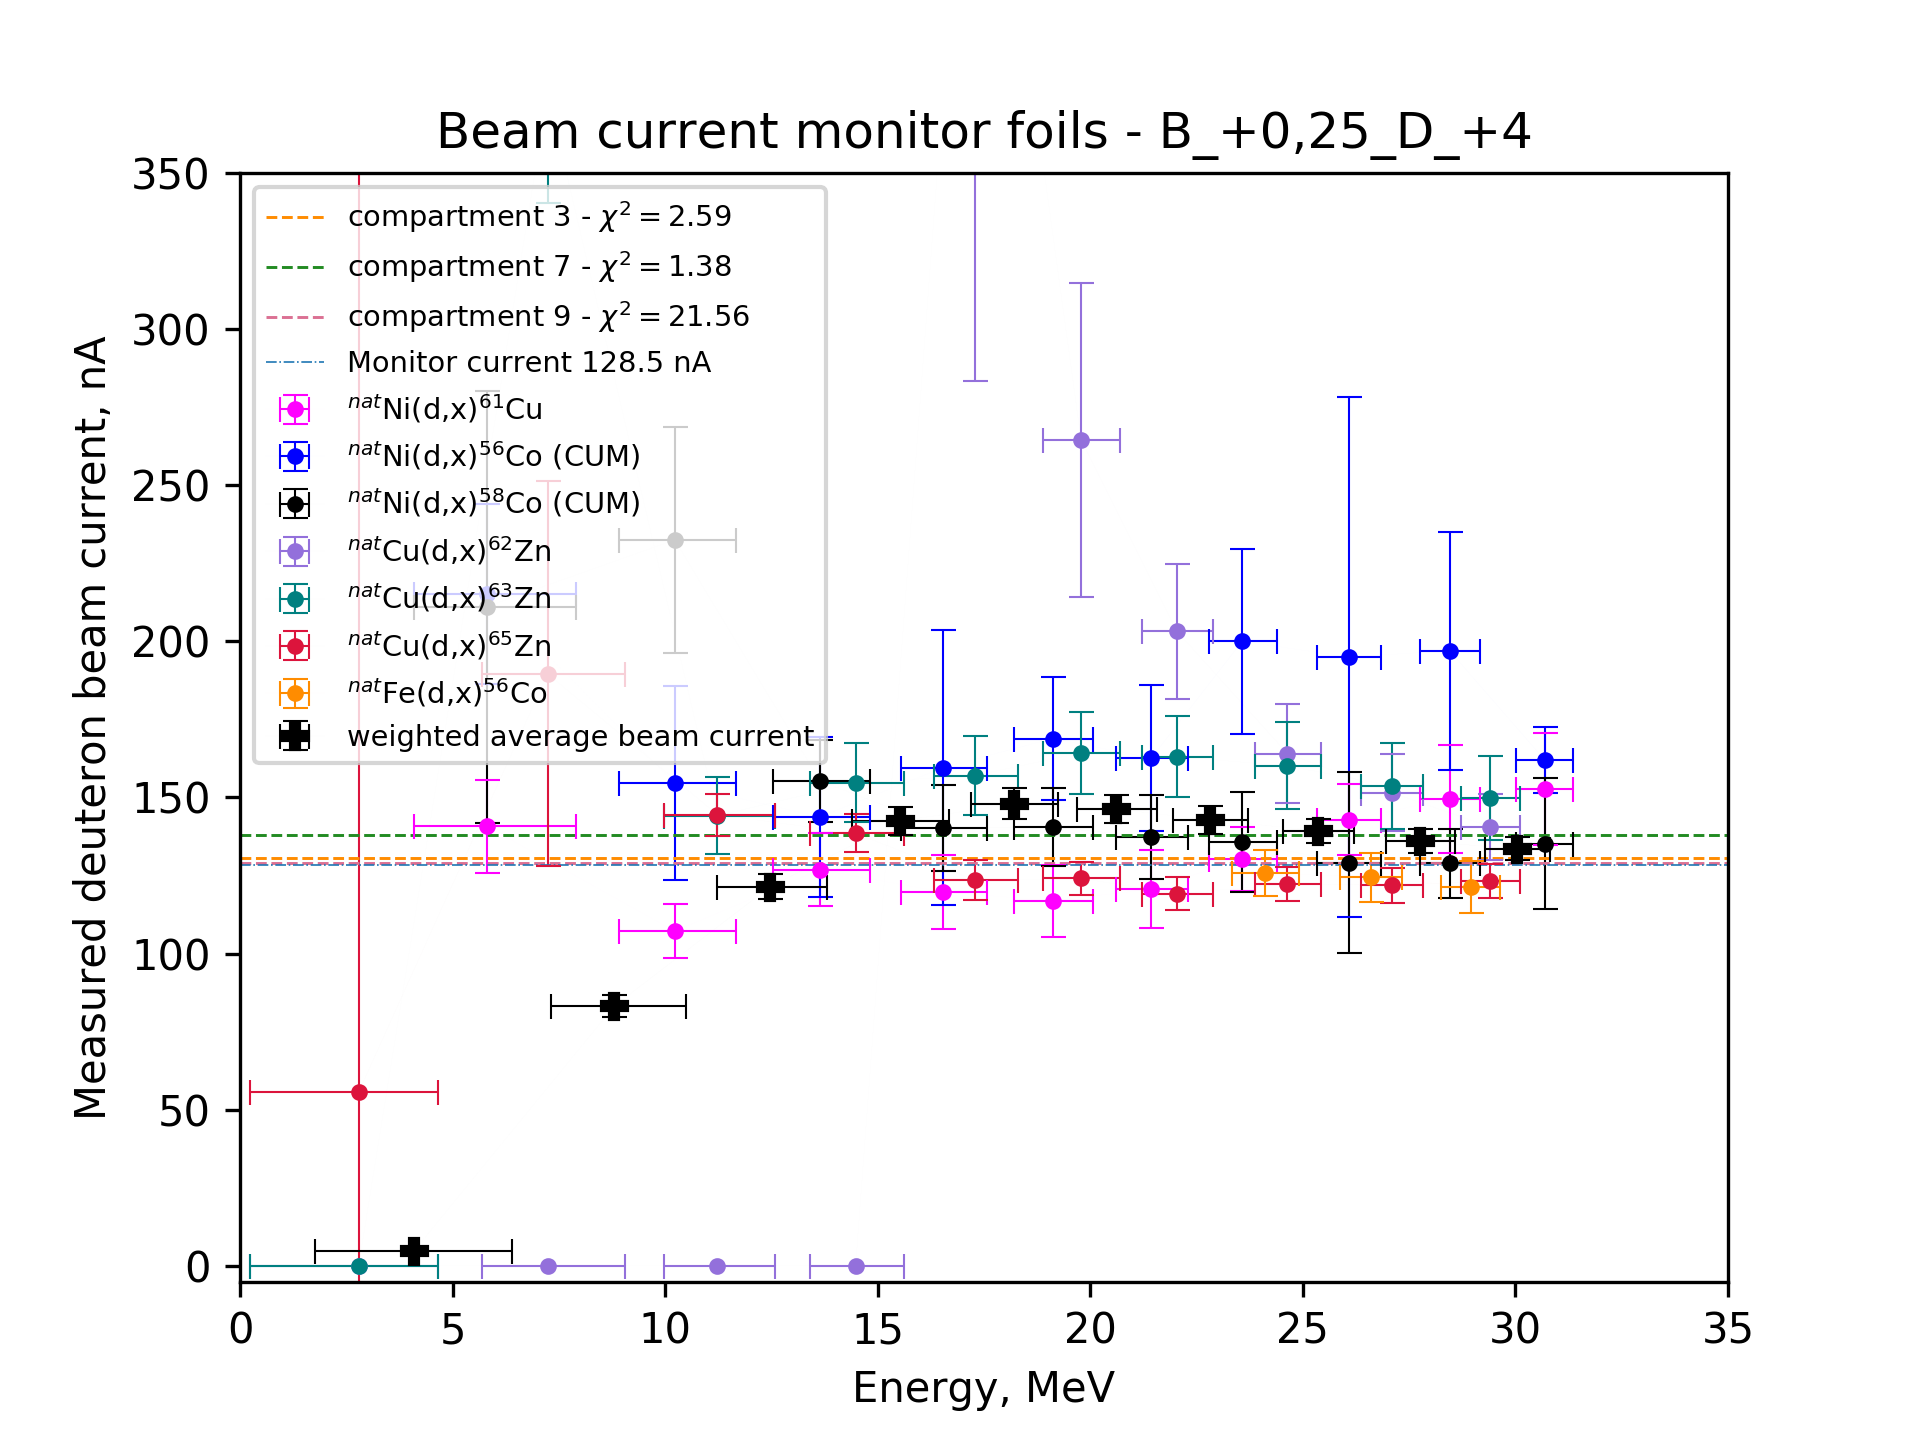 Beam current monitor foils - B_+0,25_D_+4
Measured deuteron beam current, nA
350
300
250
200
150
100
50
0
compartment 3 - χ² = 2.59
compartment 7 - χ² = 1.38
compartment 9 - χ² = 21.56
Monitor current 128.5 nA
ⁿᵃᵗNi(d,x)⁶¹Cu
ⁿᵃᵗNi(d,x)⁵⁶Co (CUM)
ⁿᵃᵗNi(d,x)⁵⁸Co (CUM)
ⁿᵃᵗCu(d,x)⁶²Zn
ⁿᵃᵗCu(d,x)⁶³Zn
ⁿᵃᵗCu(d,x)⁶⁵Zn
ⁿᵃᵗFe(d,x)⁵⁶Co
weighted average beam current
0 5 10 15 20 25 30 35
Energy, MeV